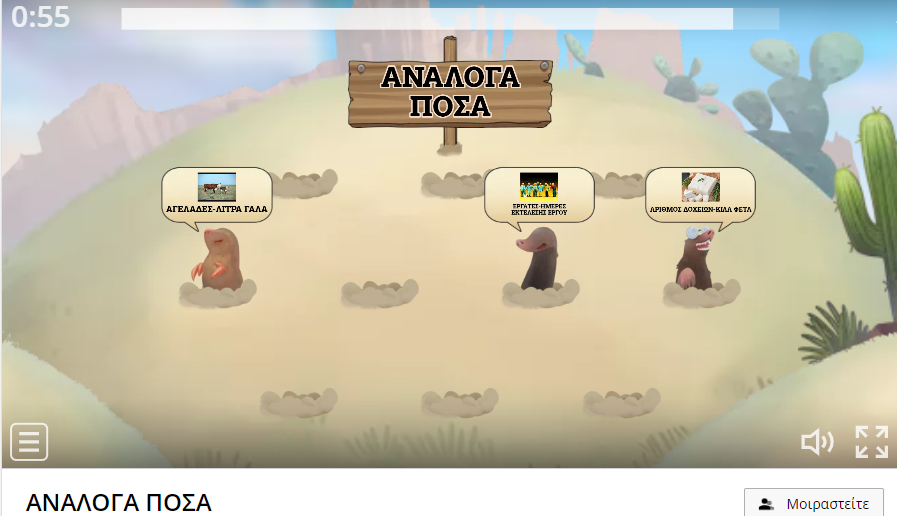 0:55
ΑΝΑΛΟΓΑ
ΠΟΣΑ
ΑΓΕΛΑΔΕΣ-ΛΙΤΡΑ ΓΑΛΑ
ΕΡΓΑΤΕΣ-ΗΜΕΡΕΣ
ΕΚΤΕΛΕΣΗΣ ΕΡΓΟΥ
ΑΡΙΘΜΟΣ ΔΟΧΕΙΩΝ-ΚΙΛΑ ΦΕΤΑ
ΑΝΑΛΟΓΑ ΠΟΣΑ
Μοιραστείτε